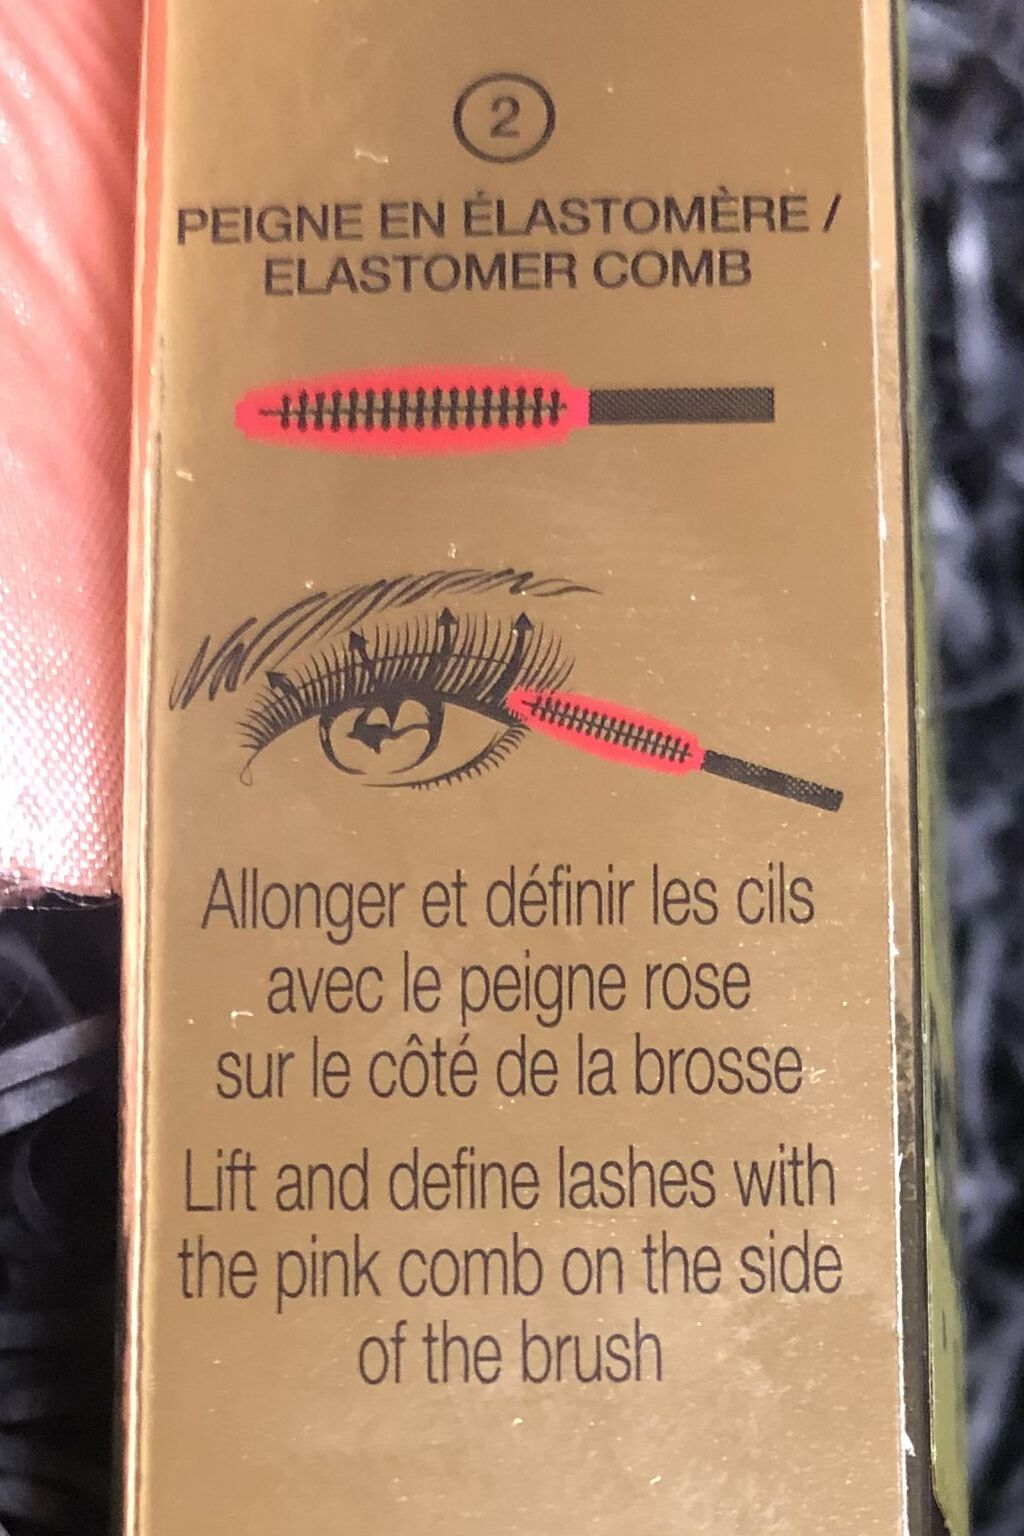 2
PEIGNE EN ÉLASTOMÈRE /
ELASTOMER COMB
Allonger et définir les cils
avec le peigne rose
sur le côté de la brosse
Lift and define lashes with
the pink comb on the side
of the brush